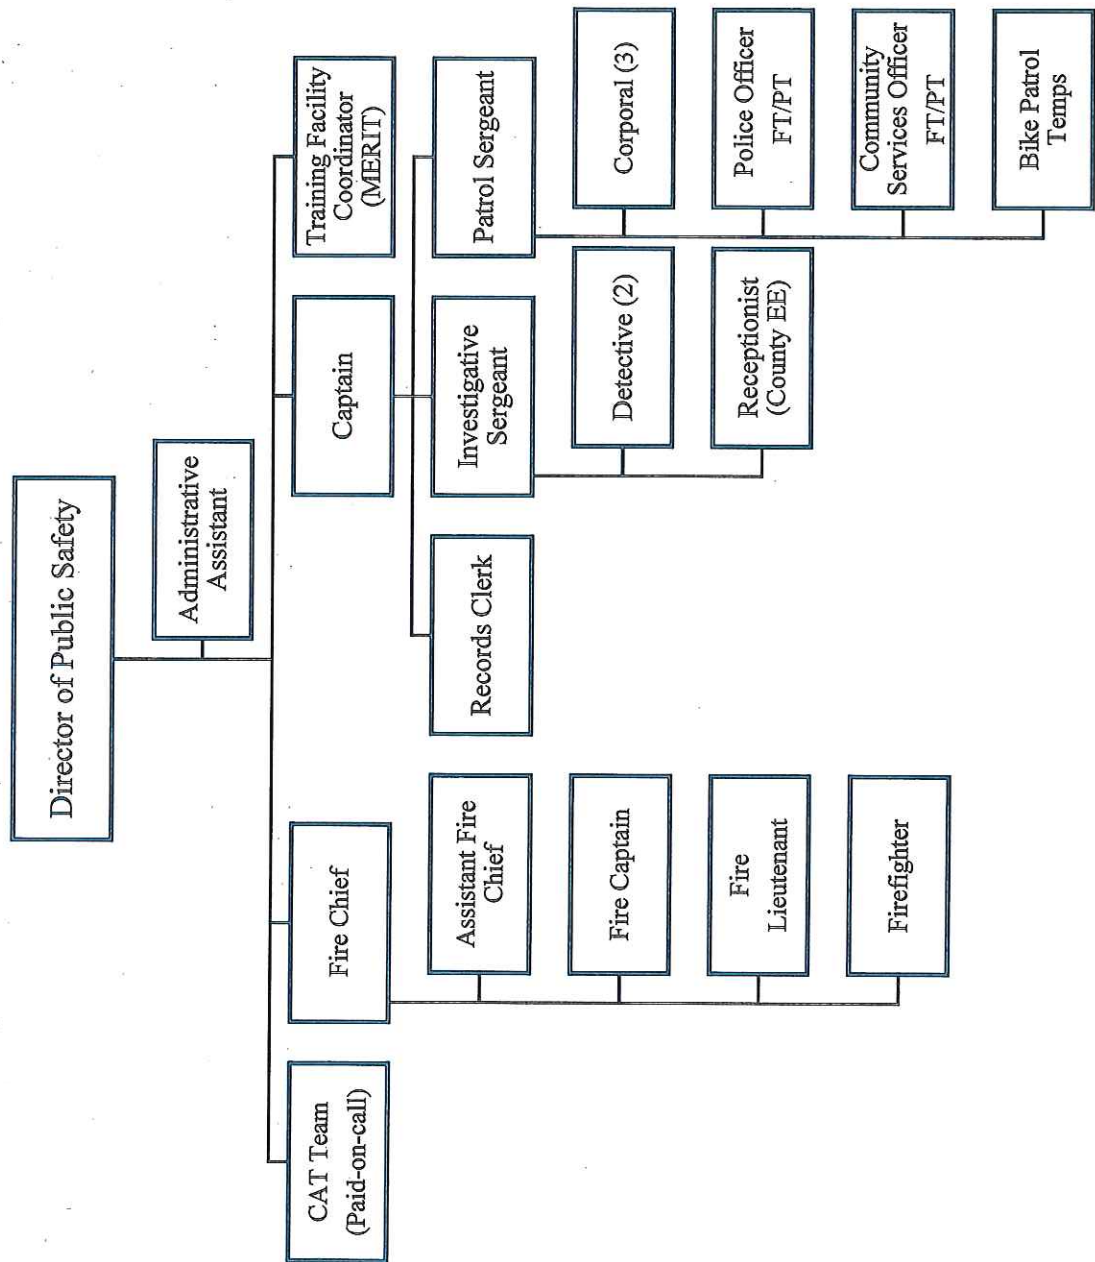 Director of Public Safety
Administrative
Assistant
CAT Team
(Paid-on-call)
Fire Chief
Captain
Training Facility
Coordinator
(MERIT)
Assistant Fire
Chief
Fire Captain
Fire
Lieutenant
Firefighter
Records Clerk
Investigative
Sergeant
Detective (2)
Receptionist
(County EE)
Patrol Sergeant
Corporal (3)
Police Officer
FT/PT
Community
Services Officer
FT/PT
Bike Patrol
Temps